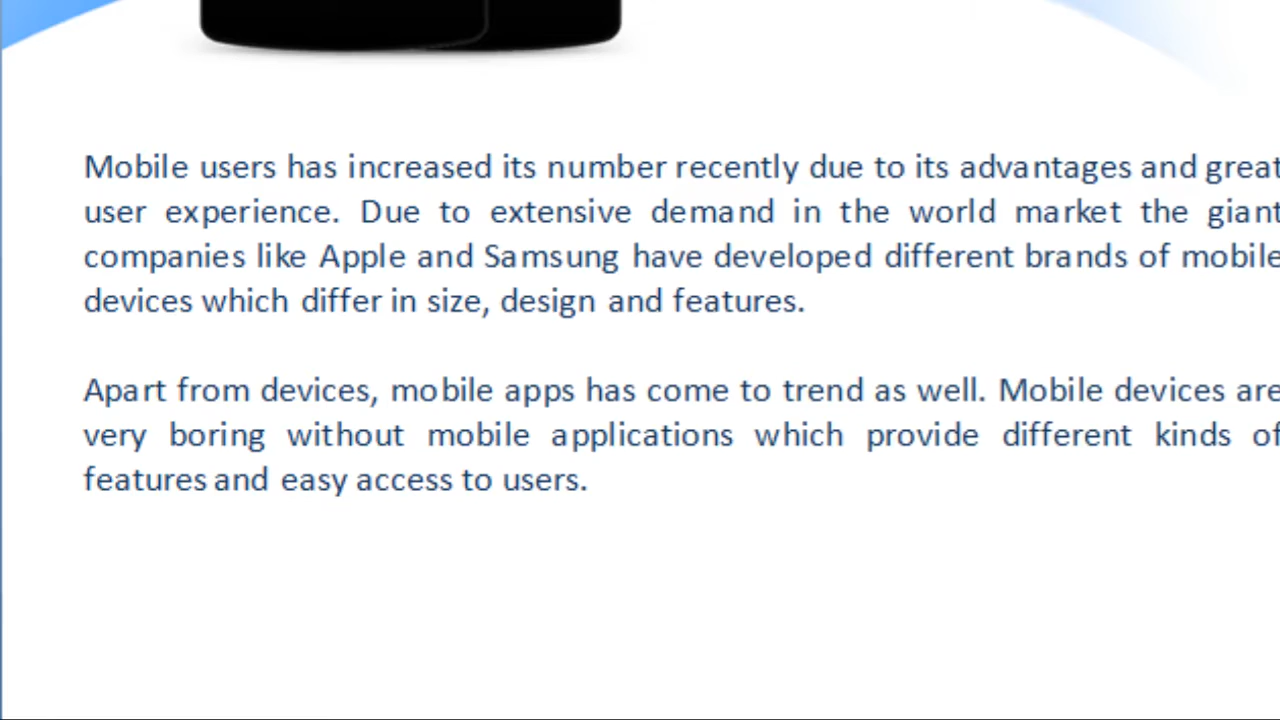 Mobile users has increased its number recently due to its advantages and great
user experience. Due to extensive demand in the world market the giant
companies like Apple and Samsung have developed different brands of mobile
devices which differ in size, design and features.
Apart from devices, mobile apps has come to trend as well. Mobile devices are
very boring without mobile applications which provide different kinds of
features and easy access to users.